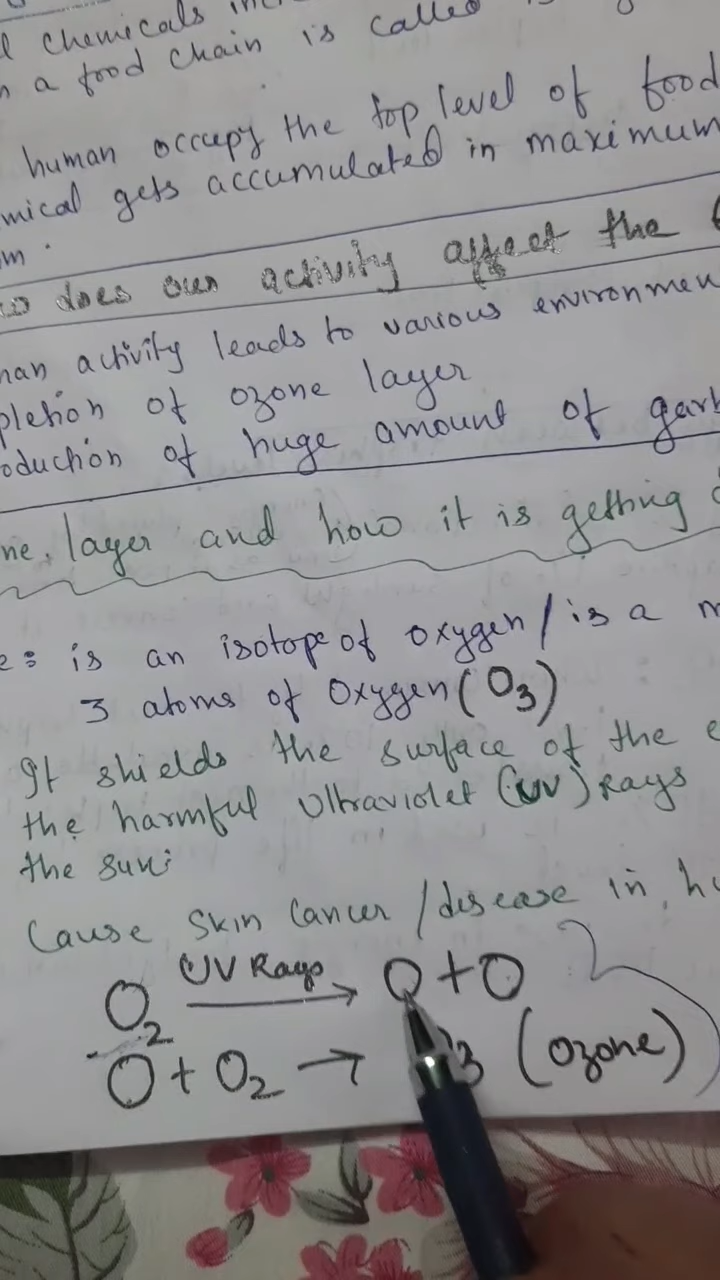 chemicals
a food chain is called
human occupy the top level of food
mical gets accumulated in maximum
m.
does our activity affect the
man activity leads to various environmen
pletion of ozone layer
oduction of huge amount of garb
ne layer and how it is getting
e: is an isotope of oxygen/is a m
3 atoms of Oxygen (O3)
It shields the surface of the e
the harmful Ultraviolet (UV) Rays
the sun:
Cause Skin Cancer/disease in hu
O2 UV Rays → O+O
O + O2 → 3 (Ozone)